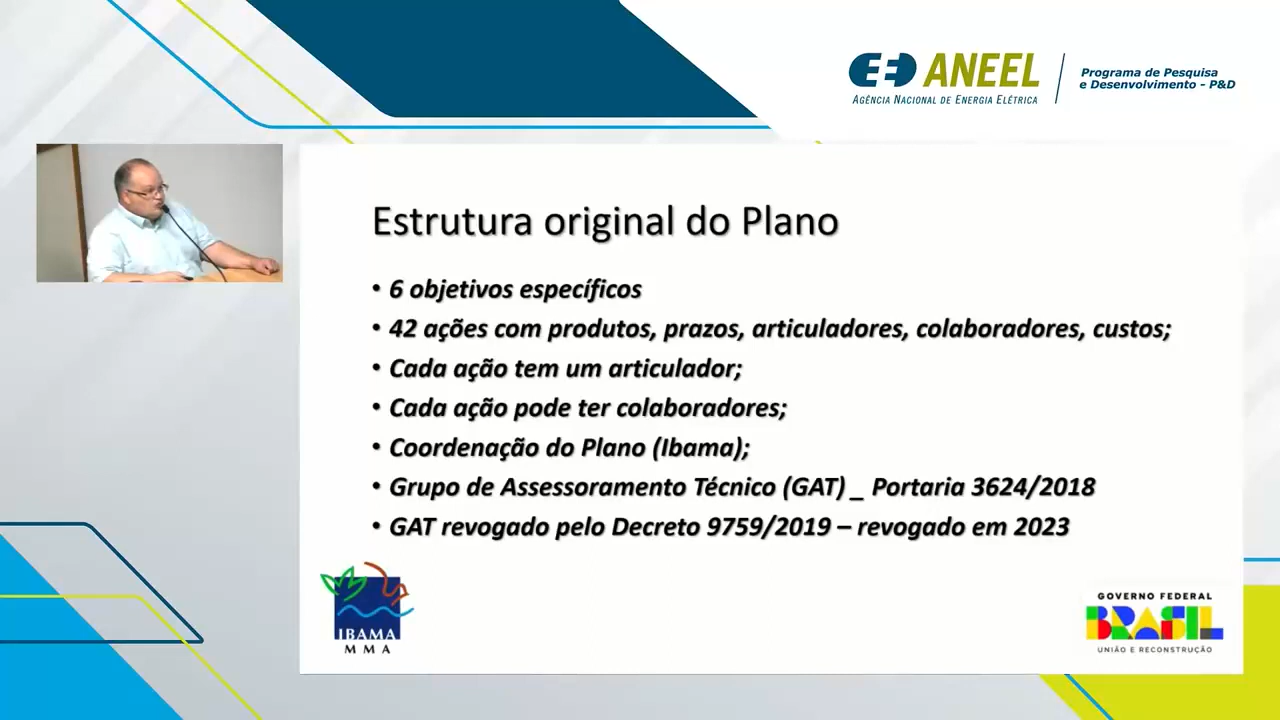 ANEEL
AGÊNCIA NACIONAL DE ENERGIA ELÉTRICA
Programa de Pesquisa
e Desenvolvimento - P&D
Estrutura original do Plano
• 6 objetivos específicos
• 42 ações com produtos, prazos, articuladores, colaboradores, custos;
• Cada ação tem um articulador;
• Cada ação pode ter colaboradores;
• Coordenação do Plano (Ibama);
• Grupo de Assessoramento Técnico (GAT) _ Portaria 3624/2018
• GAT revogado pelo Decreto 9759/2019 – revogado em 2023
IBAMA
MMA
GOVERNO FEDERAL
BRASIL
UNIÃO E RECONSTRUÇÃO